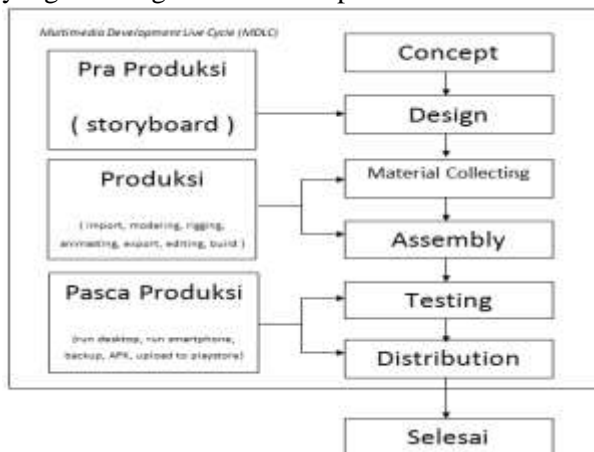 Multimedia Development Live Cycle (MDLC)
Pra Produksi
( storyboard )
Produksi
( import, modeling, rigging,
animasting, export, editing, build )
Pasca Produksi
(run desktop, run smartphone,
backup, APK, upload to playstore)
Concept
Design
Material Collecting
Assembly
Testing
Distribution
Selesai